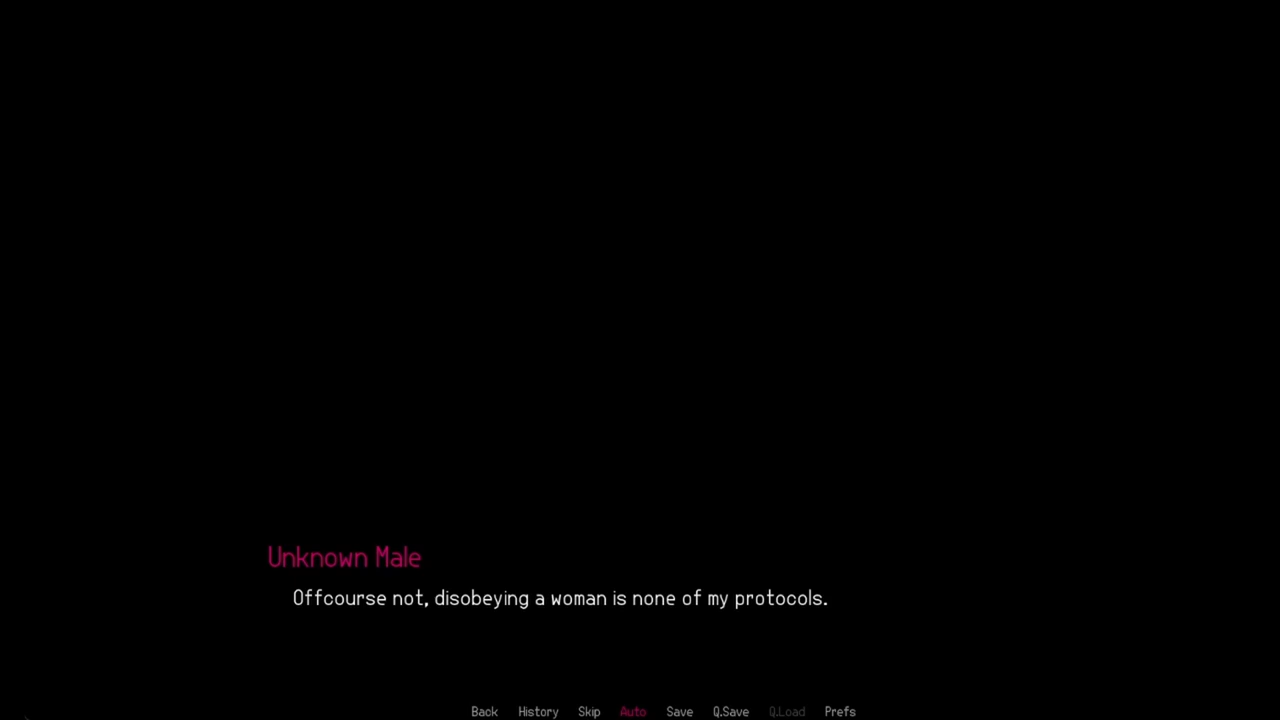 Unknown Male
Offcourse not, disobeying a woman is none of my protocols.
Back History Skip Auto Save Q.Save Q.Load Prefs